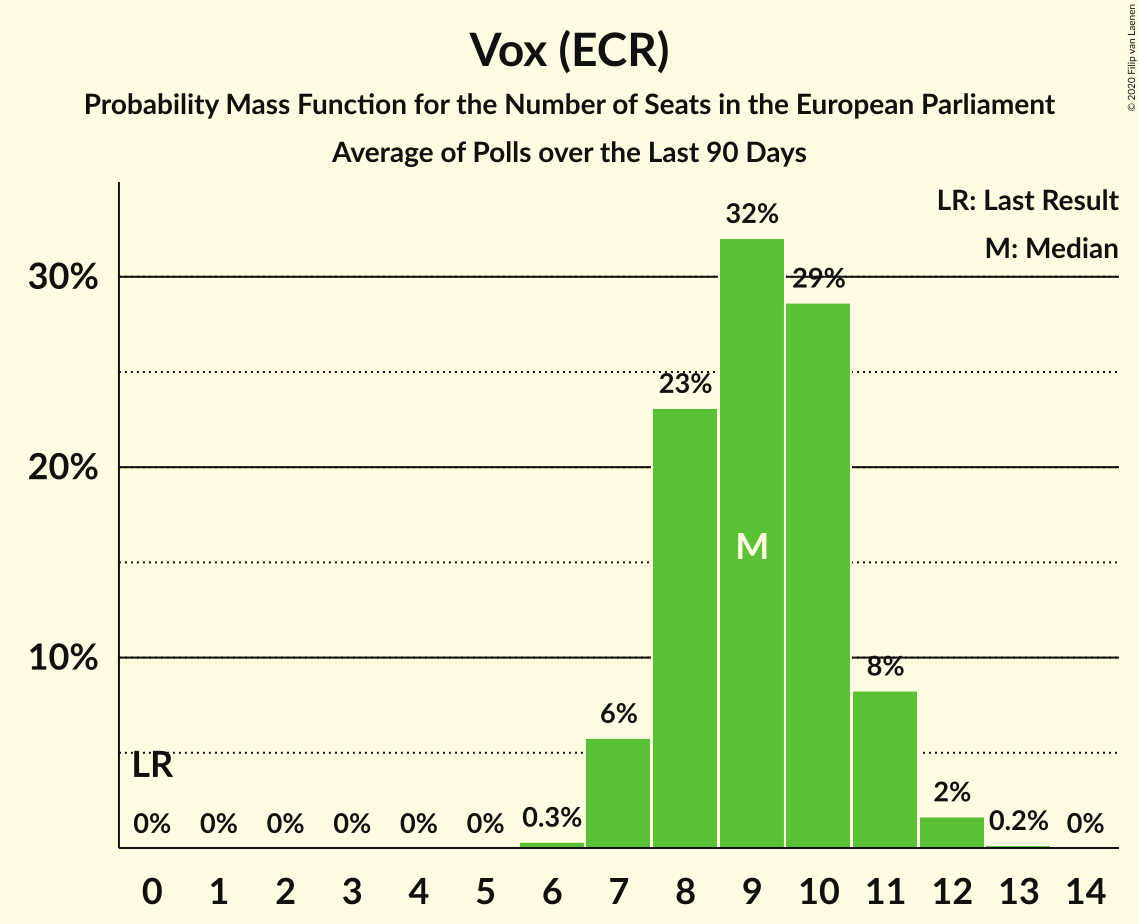 Vox (ECR)
Probability Mass Function for the Number of Seats in the European Parliament
Average of Polls over the Last 90 Days
© 2020 Filip van Laenen
LR: Last Result
M: Median
32%
30%
29%
23%
20%
M
10%
8%
6%
LR
2%
0% 0% 0% 0% 0% 0% 0.3% 0.2% 0%
0 1 2 3 4 5 6 7 8 9 10 11 12 13 14